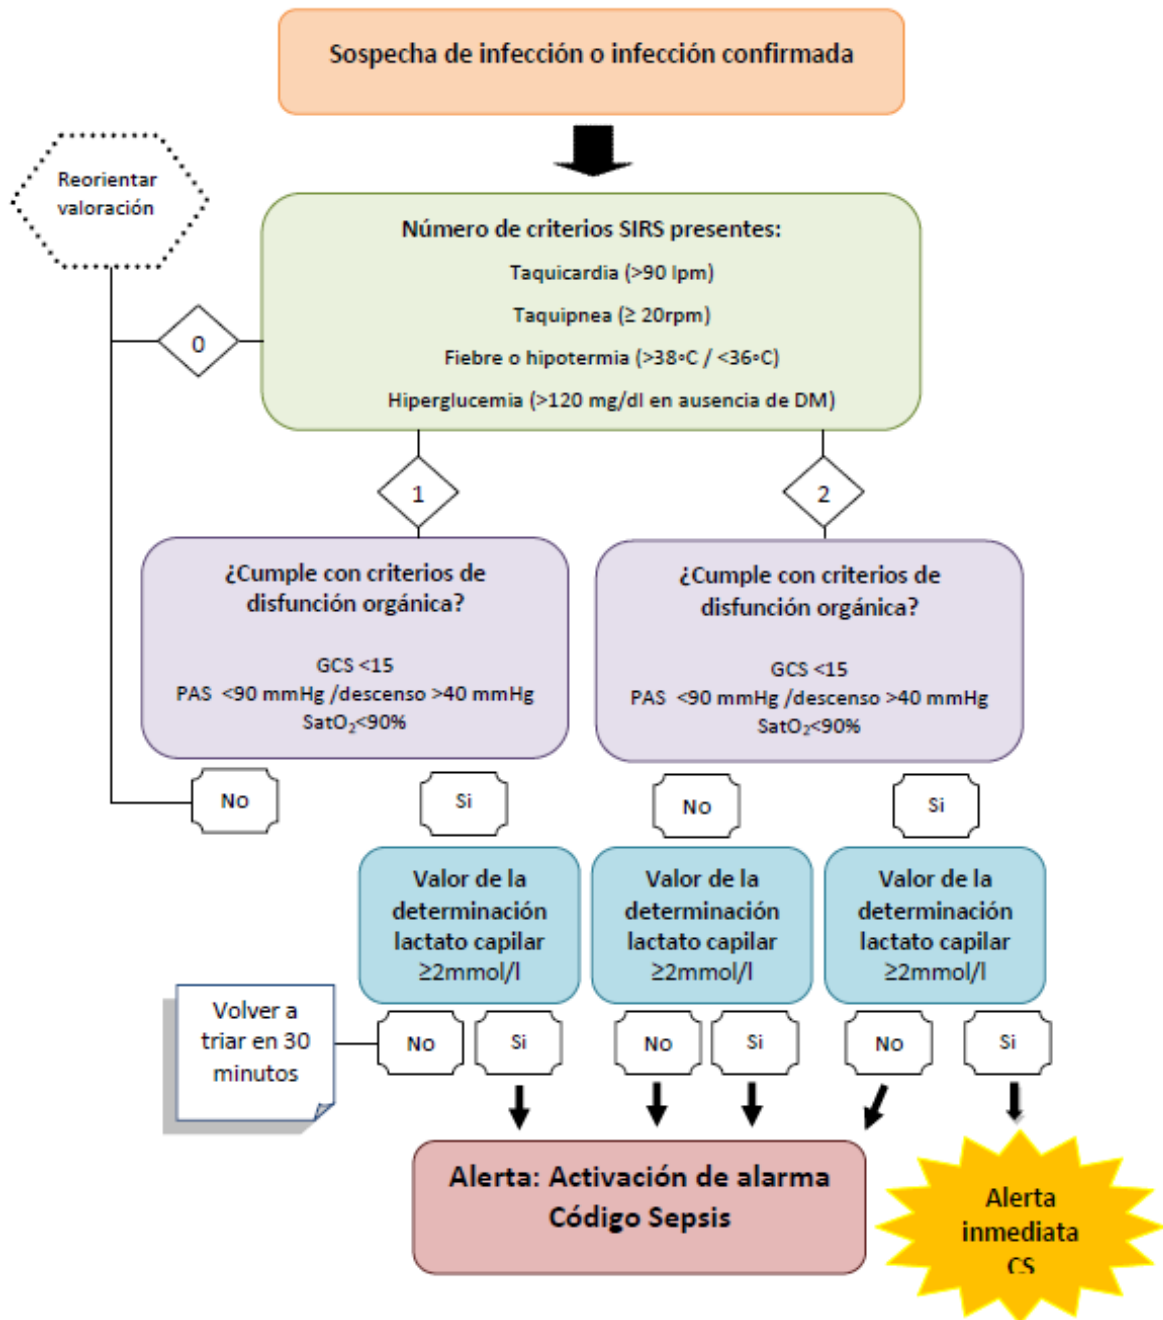 Sospecha de infección o infección confirmada
Reorientar
valoración
Número de criterios SIRS presentes:
Taquicardia (>90 lpm)
Taquipnea (≥ 20rpm)
Fiebre o hipotermia (>38∘C / <36∘C)
Hiperglucemia (>120 mg/dl en ausencia de DM)
0
1
2
¿Cumple con criterios de
disfunción orgánica?
GCS <15
PAS <90 mmHg /descenso >40 mmHg
SatO₂<90%
¿Cumple con criterios de
disfunción orgánica?
GCS <15
PAS <90 mmHg /descenso >40 mmHg
SatO₂<90%
No
Si
No
Si
Valor de la
determinación
lactato capilar
≥2mmol/l
Valor de la
determinación
lactato capilar
≥2mmol/l
Valor de la
determinación
lactato capilar
≥2mmol/l
Volver a
triar en 30
minutos
No
Si
No
Si
No
Si
Alerta: Activación de alarma
Código Sepsis
Alerta
inmediata
CS